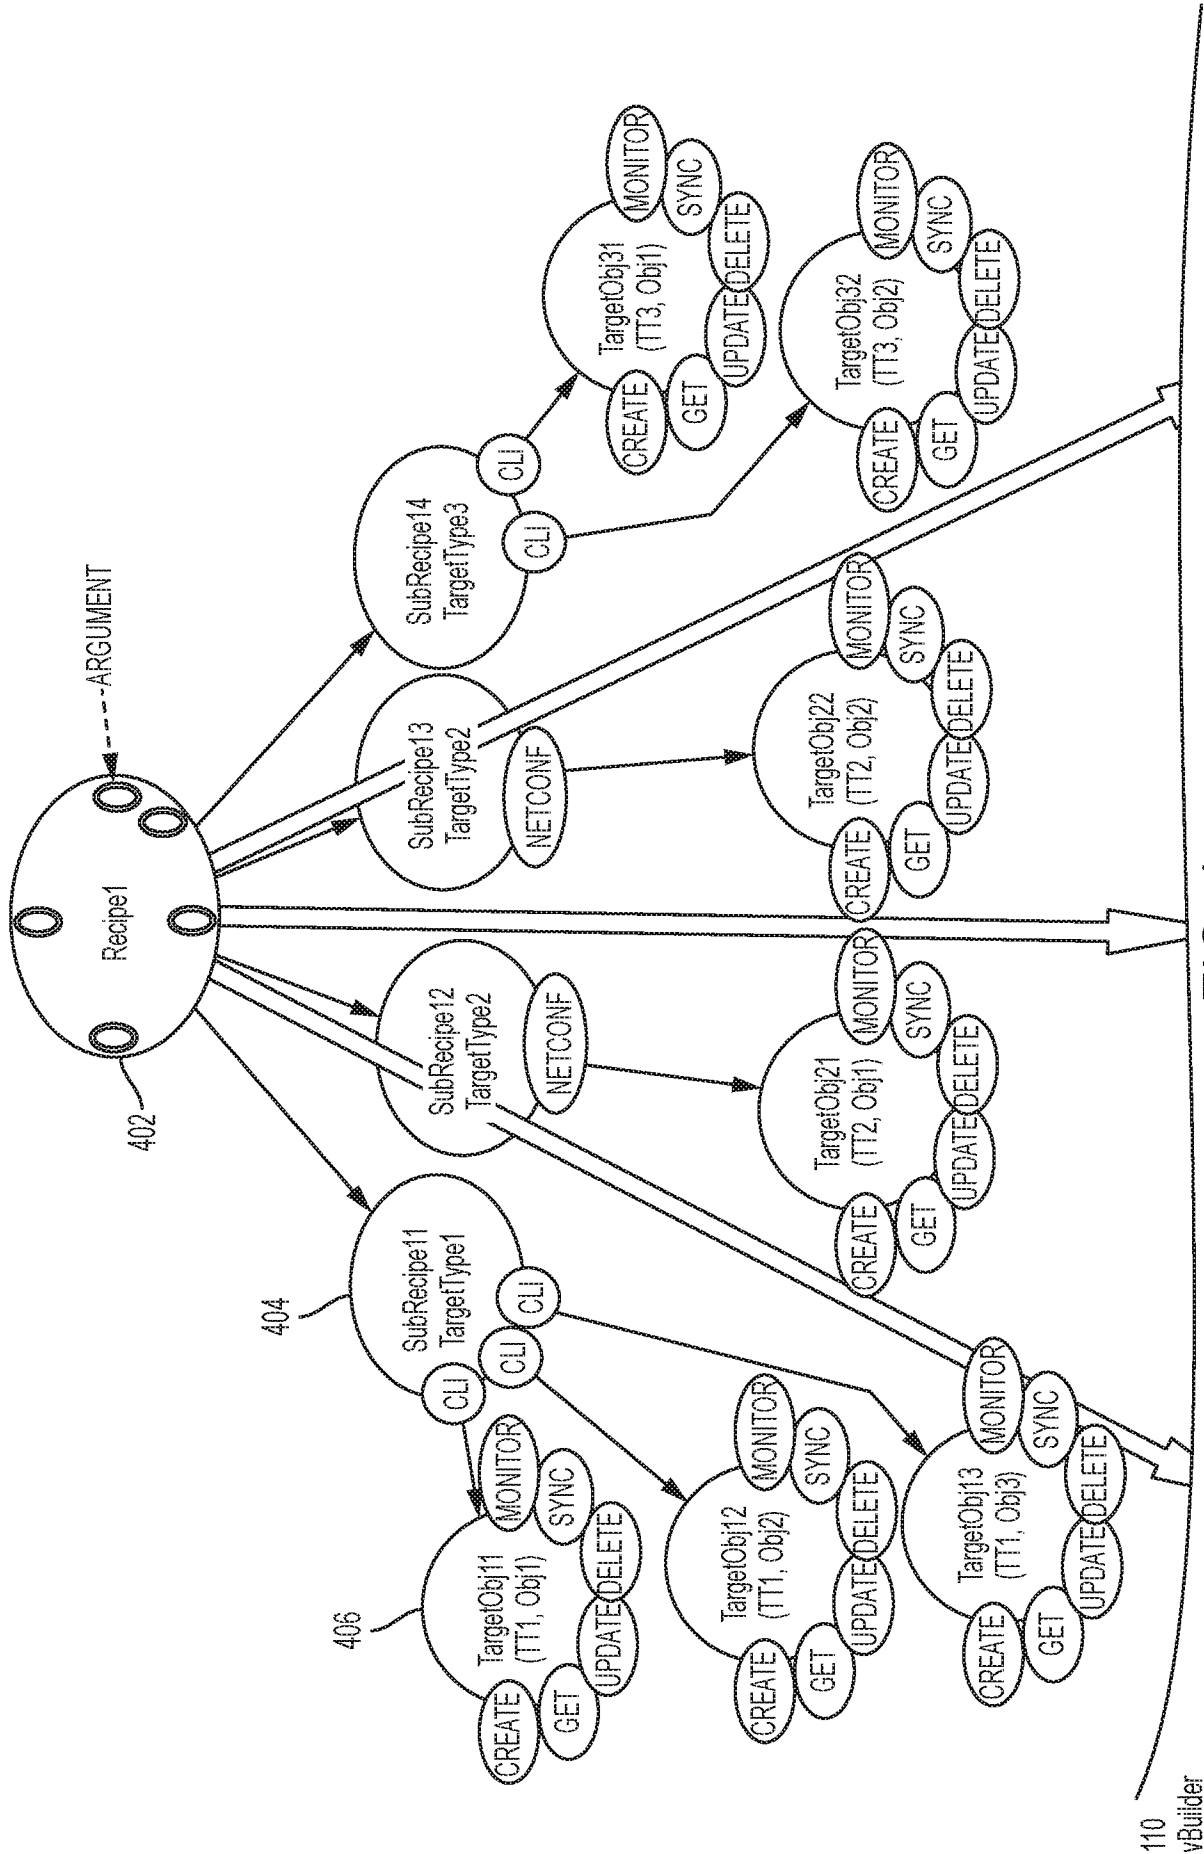 402
Recipe1
ARGUMENT
404
SubRecipe11
TargetType1
CLI
CLI
CLI
SubRecipe12
TargetType2
NETCONF
SubRecipe13
TargetType2
NETCONF
SubRecipe14
TargetType3
CLI
CLI
406
TargetObj11
(TT1, Obj1)
CREATE
GET
UPDATE
DELETE
SYNC
MONITOR
TargetObj12
(TT1, Obj2)
CREATE
GET
UPDATE
DELETE
SYNC
MONITOR
TargetObj13
(TT1, Obj3)
CREATE
GET
UPDATE
DELETE
SYNC
MONITOR
TargetObj21
(TT2, Obj1)
CREATE
GET
UPDATE
DELETE
SYNC
MONITOR
TargetObj22
(TT2, Obj2)
CREATE
GET
UPDATE
DELETE
SYNC
MONITOR
TargetObj31
(TT3, Obj1)
CREATE
GET
UPDATE
DELETE
SYNC
MONITOR
TargetObj32
(TT3, Obj2)
CREATE
GET
UPDATE
DELETE
SYNC
MONITOR
110
vBuilder